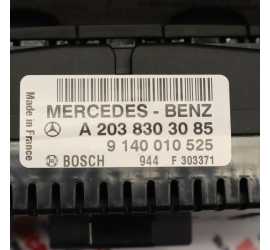 Made in France
MERCEDES - BENZ
A 203 830 30 85
9 140 010 525
BOSCH 944 F 303371